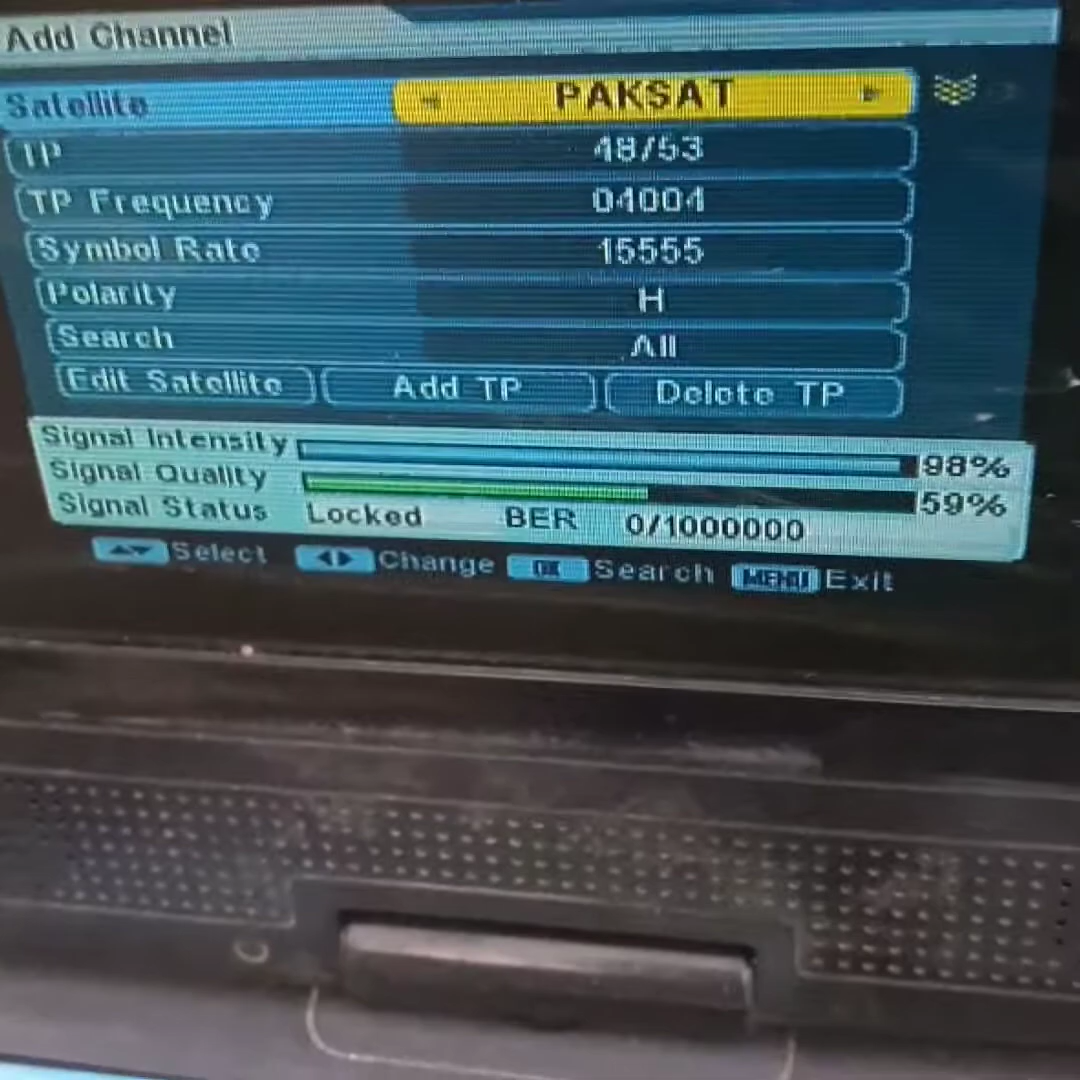 Add Channel
Satellite PAKSAT
TP 48/53
TP Frequency 04004
Symbol Rate 15555
Polarity H
Search All
Edit Satellite Add TP Delete TP
Signal Intensity 98%
Signal Quality 59%
Signal Status Locked BER 0/1000000
Select Change OK Search MENU Exit